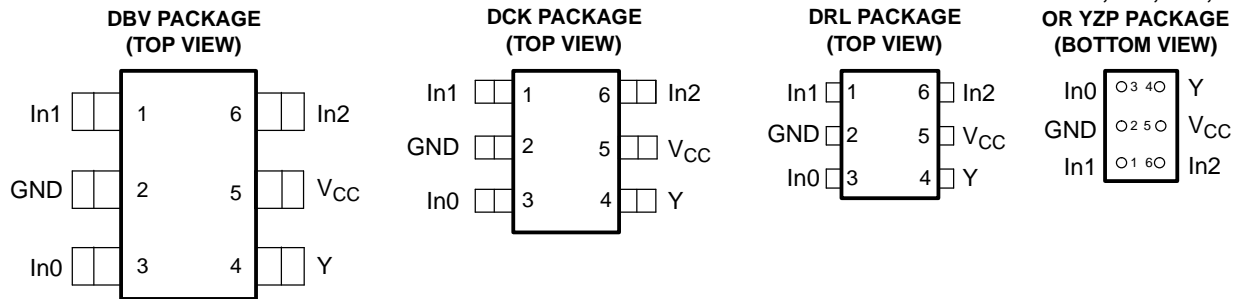 DBV PACKAGE
(TOP VIEW)
In1 1 6 In2
GND 2 5 VCC
In0 3 4 Y
DCK PACKAGE
(TOP VIEW)
In1 1 6 In2
GND 2 5 VCC
In0 3 4 Y
DRL PACKAGE
(TOP VIEW)
In1 1 6 In2
GND 2 5 VCC
In0 3 4 Y
OR YZP PACKAGE
(BOTTOM VIEW)
In0 3 4 Y
GND 2 5 VCC
In1 1 6 In2